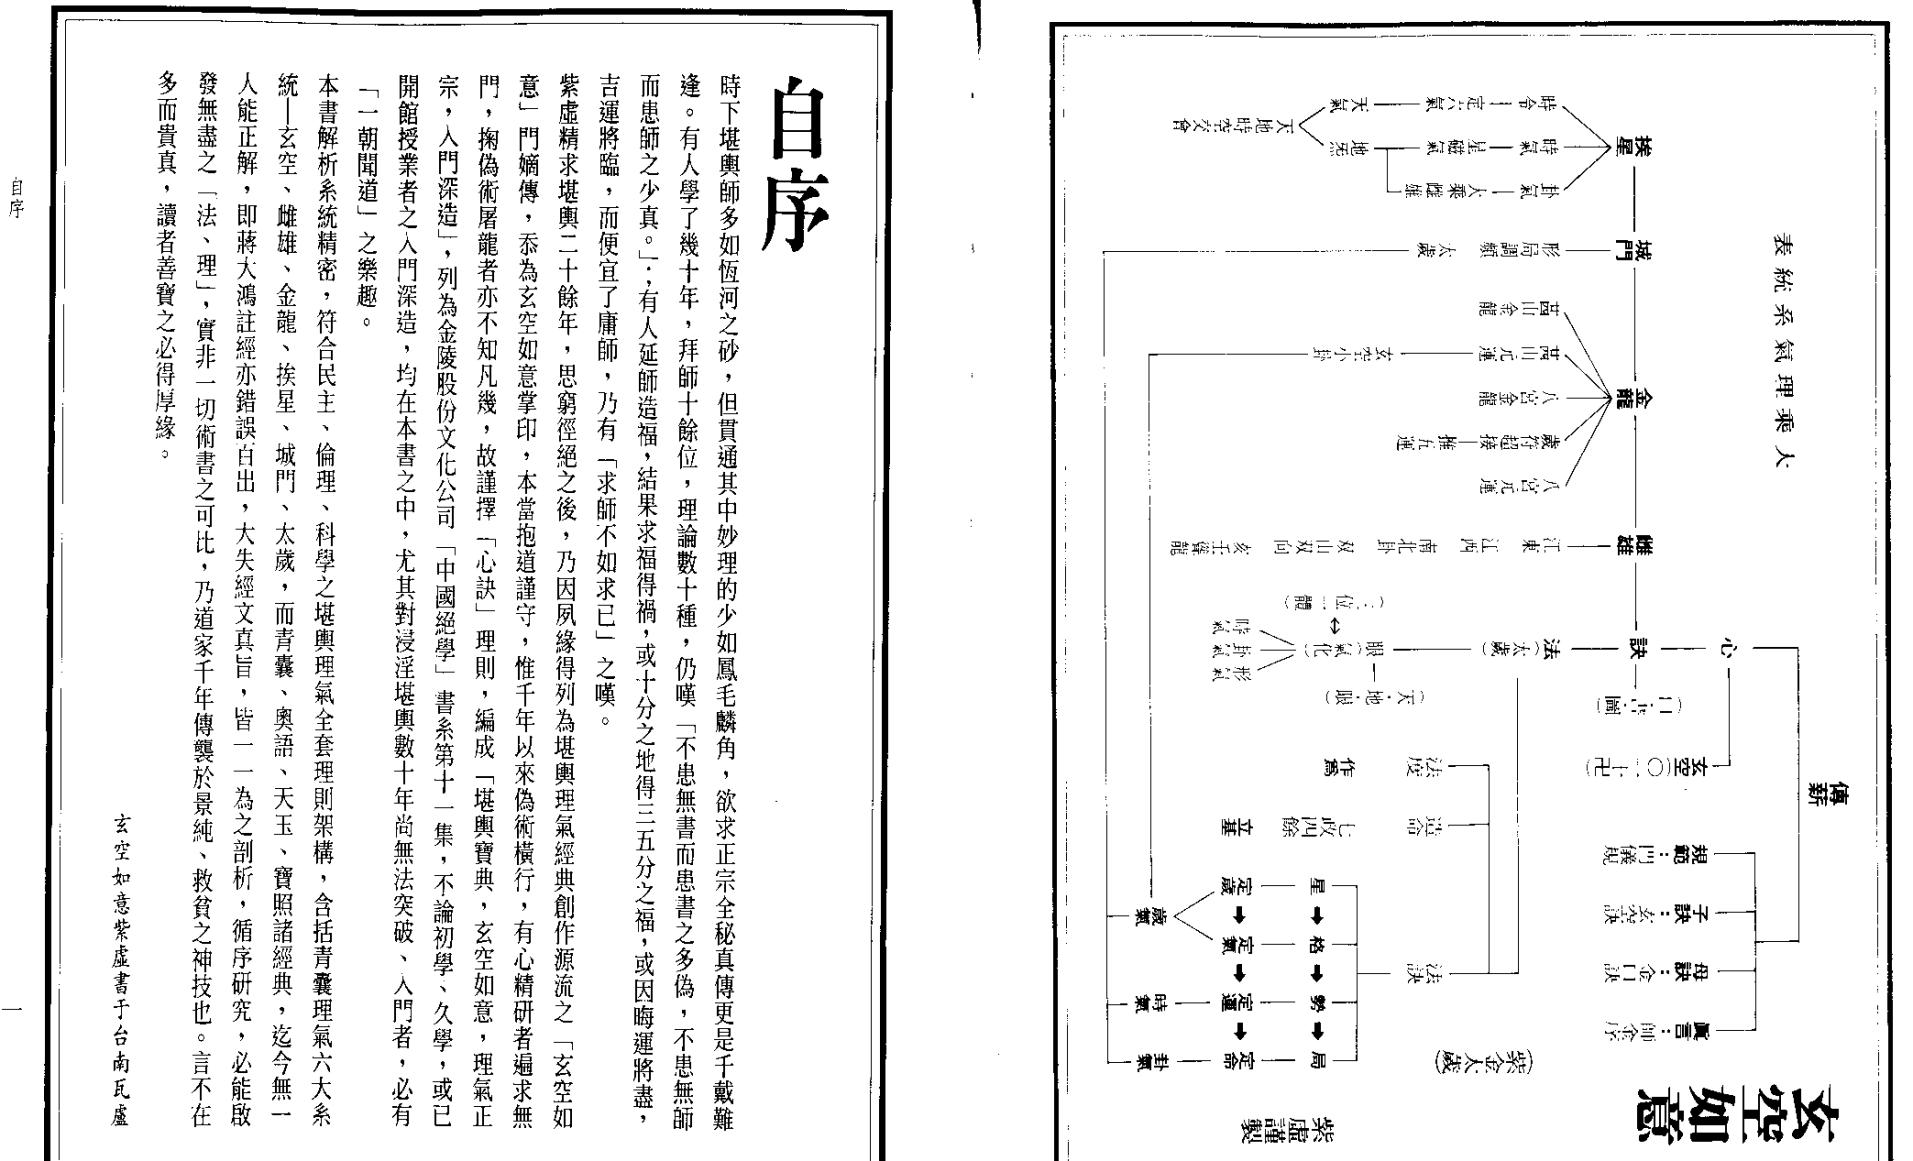 玄空如意
人乘理氣系統表
傳薪
心
訣
雌雄
金龍
城門
挨星
時令—定六氣—天氣
時氣—星磁氣—地炁
卦氣—人乘雌雄
天地時空交會
形局調頻
太歲
甚山金龍
甚山元運
玄空小卦
八宮金龍
歲符超接—推五運
八宮元運
江東 江西 南北卦 双山双向
法(太歲)
眼(氣化)
時氣
卦氣
形氣
(天·地·眼)
玄空
法度
作為
造命
七政四餘
立基
法訣
規範:門儀規
子訣:玄空訣
母訣:金口訣
真言:師金序
星
格
勢
局
定歲
定氣
定運
定命
歲氣
時氣
卦氣
(紫金大歲)
紫虛謹製
自序
時下堪輿師多如恆河之砂，但貫通其中妙理的少如鳳毛麟角，欲求正宗全秘真傳更是千戴難
逢。有人學了幾十年，拜師十餘位，理論數十種，仍嘆「不患無書而患書之多偽，不患無師
而患師之少真。」；有人延師造福，結果求福得禍，或十分之地得三五分之福，或因晦運將盡，
吉運將臨，而便宜了庸師，乃有「求師不如求已」之嘆。
紫虛精求堪輿二十餘年，思窮徑絕之後，乃因夙緣得列為堪輿理氣經典創作源流之「玄空如
意」門嫡傳，忝為玄空如意掌印，本當抱道謹守，惟千年以來偽術橫行，有心精研者遍求無
門，掬偽術屠龍者亦不知凡幾，故謹擇「心訣」理則，編成「堪輿寶典，玄空如意，理氣正
宗，入門深造」，列為金陵股份文化公司「中國絕學」書系第十一集，不論初學、久學，或已
開館授業者之入門深造，均在本書之中，尤其對浸淫堪輿數十年尚無法突破、入門者，必有
「一朝聞道」之樂趣。
本書解析系統精密，符合民主、倫理、科學之堪輿理氣全套理則架構，含括青囊理氣六大系
統—玄空、雌雄、金龍、挨星、城門、太歲，而青囊、奧語、天玉、寶照諸經典，迄今無一
人能正解，即將大鴻註經亦錯誤百出，大失經文真旨，皆一一為之剖析，循序研究，必能啟
發無盡之「法、理」，實非一切術書之可比，乃道家千年傳襲於景純、救貧之神技也。言不在
多而貴真，讀者善寶之必得厚緣。
玄空如意紫虛書于台南瓦盧
自序
一